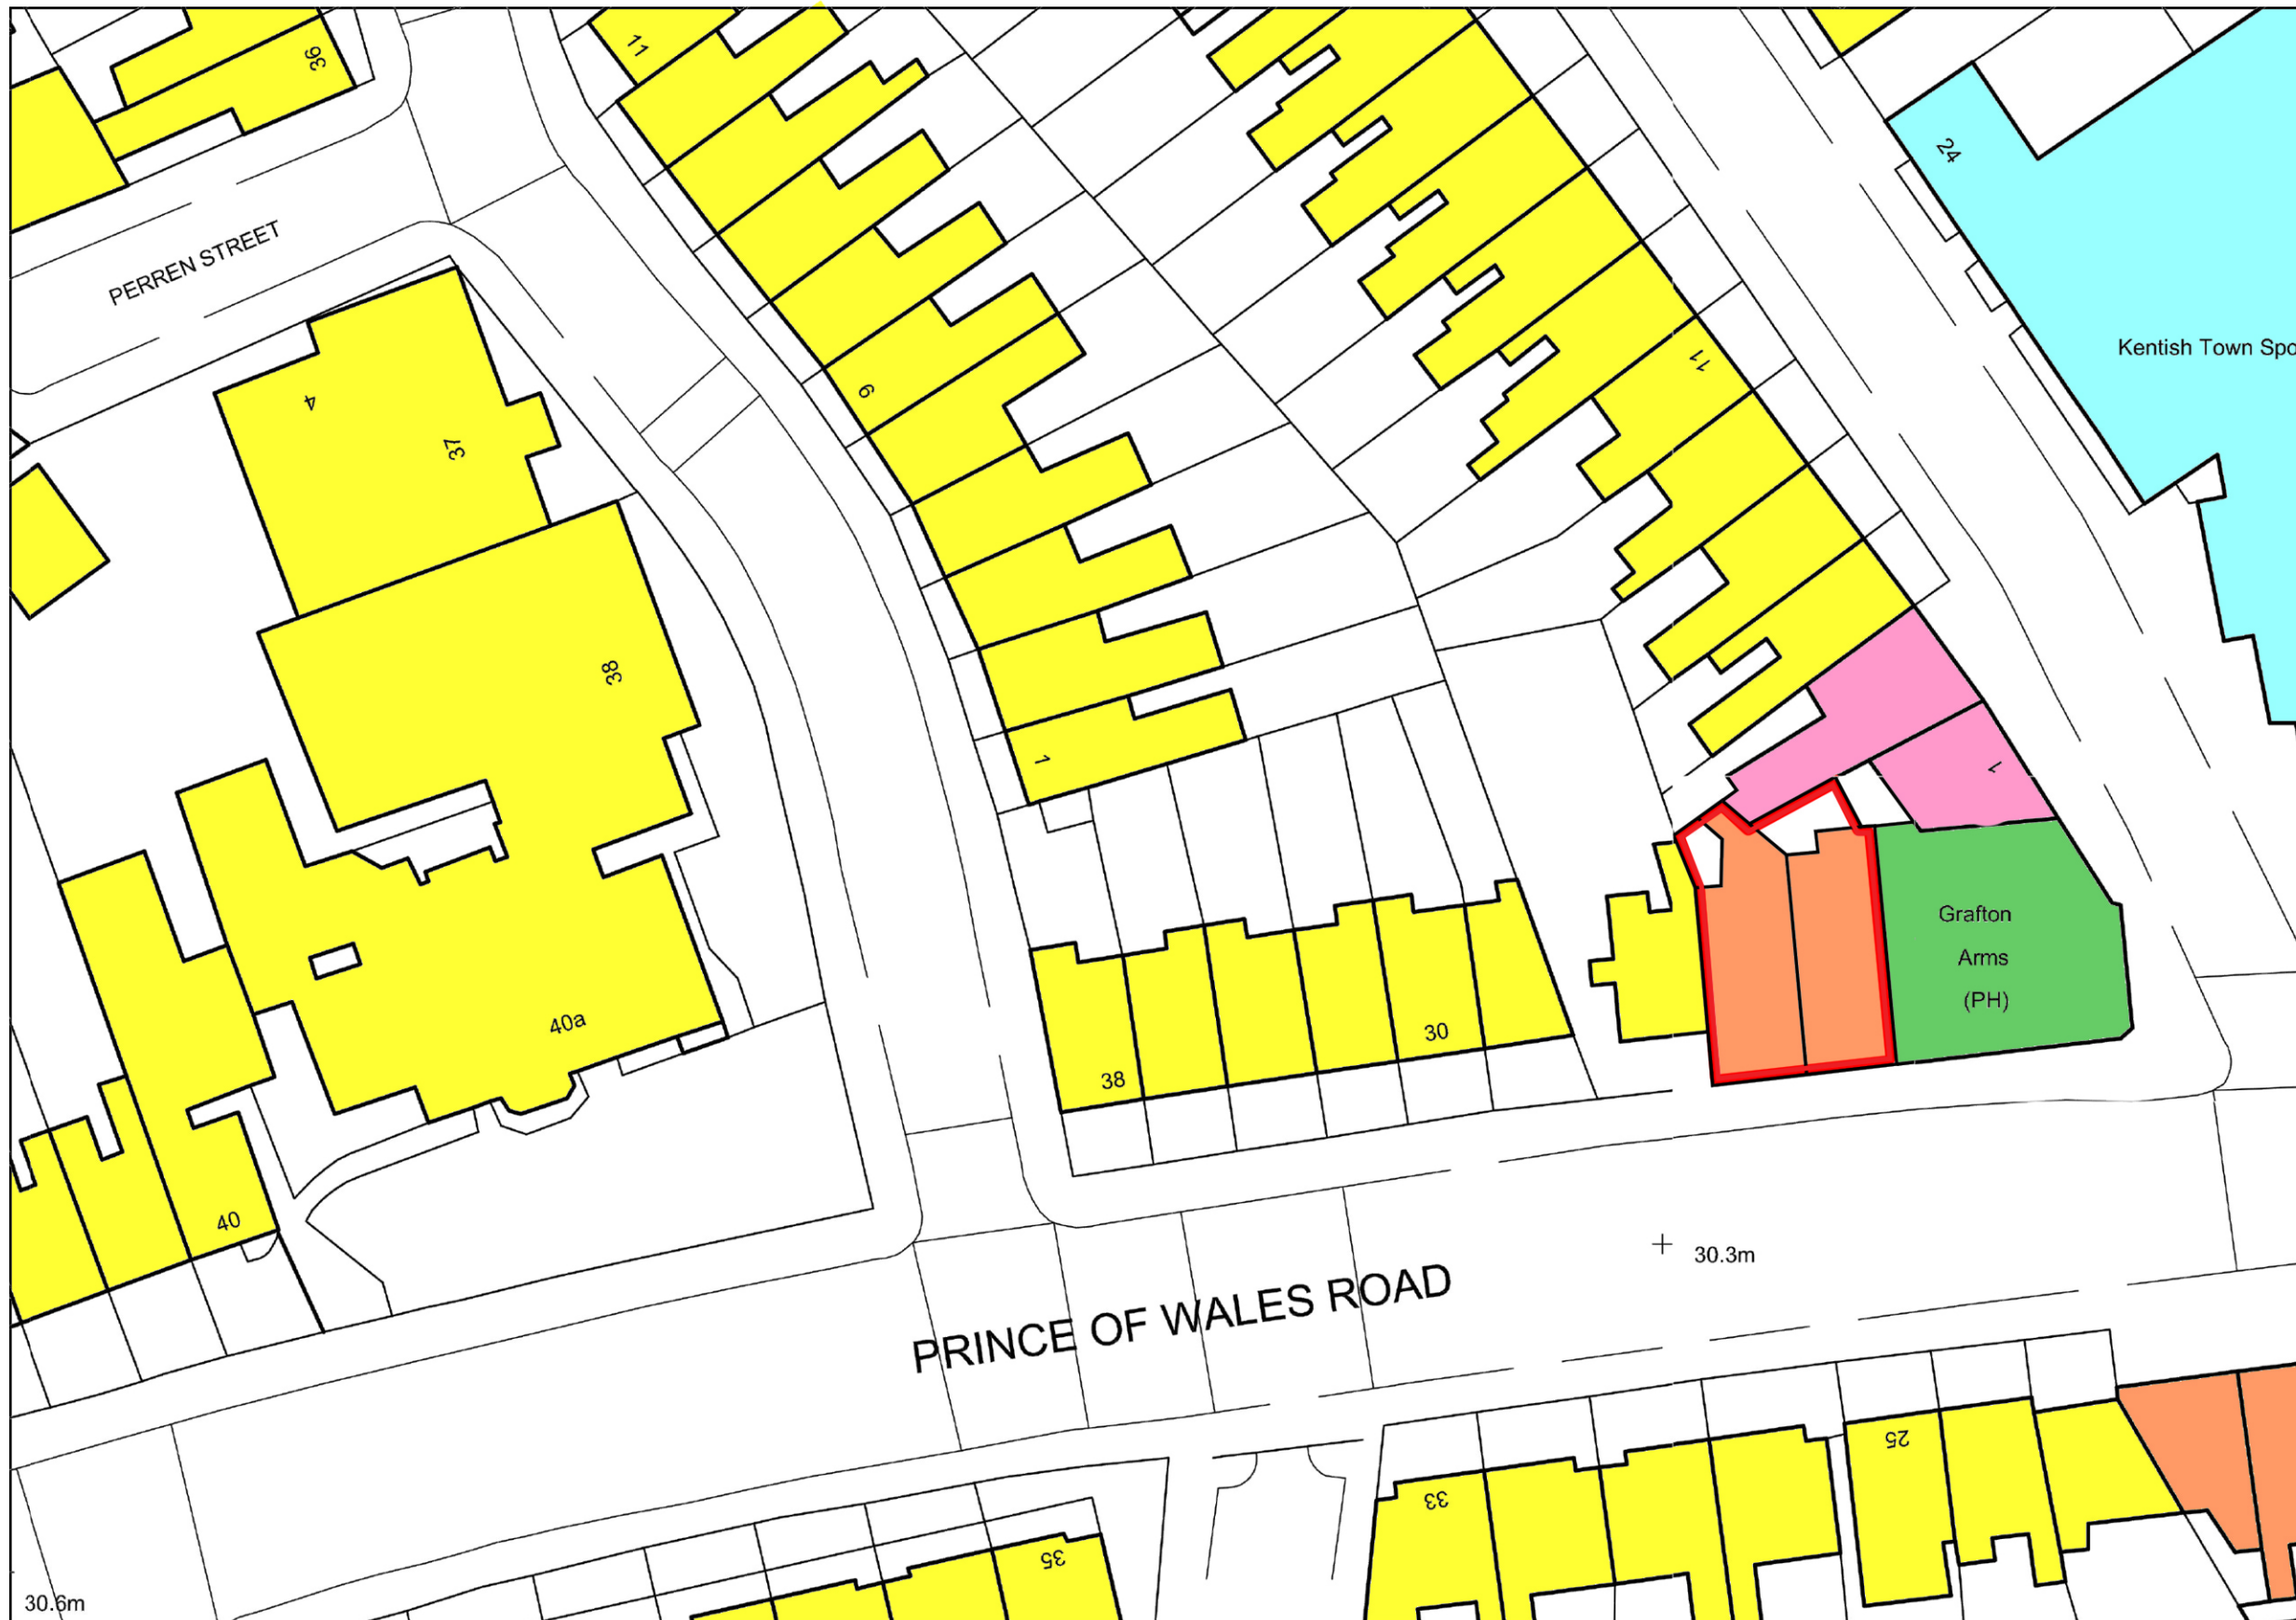 36
11
24
PERREN STREET
Kentish Town Spo
11
4
9
37
38
1
1
Grafton
Arms
(PH)
40a
30
38
40
30.3m
PRINCE OF WALES ROAD
25
33
35
30.6m